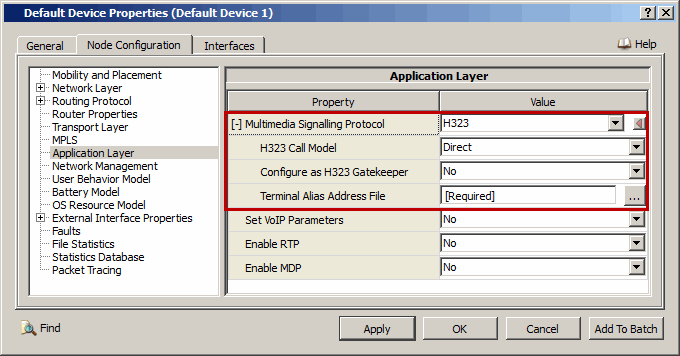 Default Device Properties (Default Device 1)
General Node Configuration Interfaces Help
Mobility and Placement
Network Layer
Routing Protocol
Router Properties
Transport Layer
MPLS
Application Layer
Network Management
User Behavior Model
Battery Model
OS Resource Model
External Interface Properties
Faults
File Statistics
Statistics Database
Packet Tracing
Application Layer
Property Value
[-] Multimedia Signalling Protocol H323
H323 Call Model Direct
Configure as H323 Gatekeeper No
Terminal Alias Address File [Required] ...
Set VoIP Parameters No
Enable RTP No
Enable MDP No
Find Apply OK Cancel Add To Batch